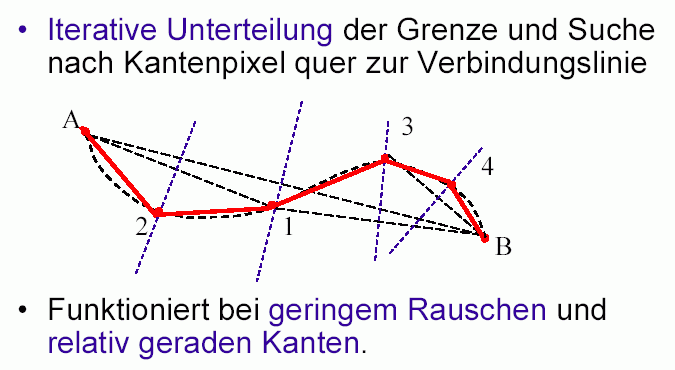 • Iterative Unterteilung der Grenze und Suche
nach Kantenpixel quer zur Verbindungslinie
A
3
4
2
1
B
• Funktioniert bei geringem Rauschen und
relativ geraden Kanten.